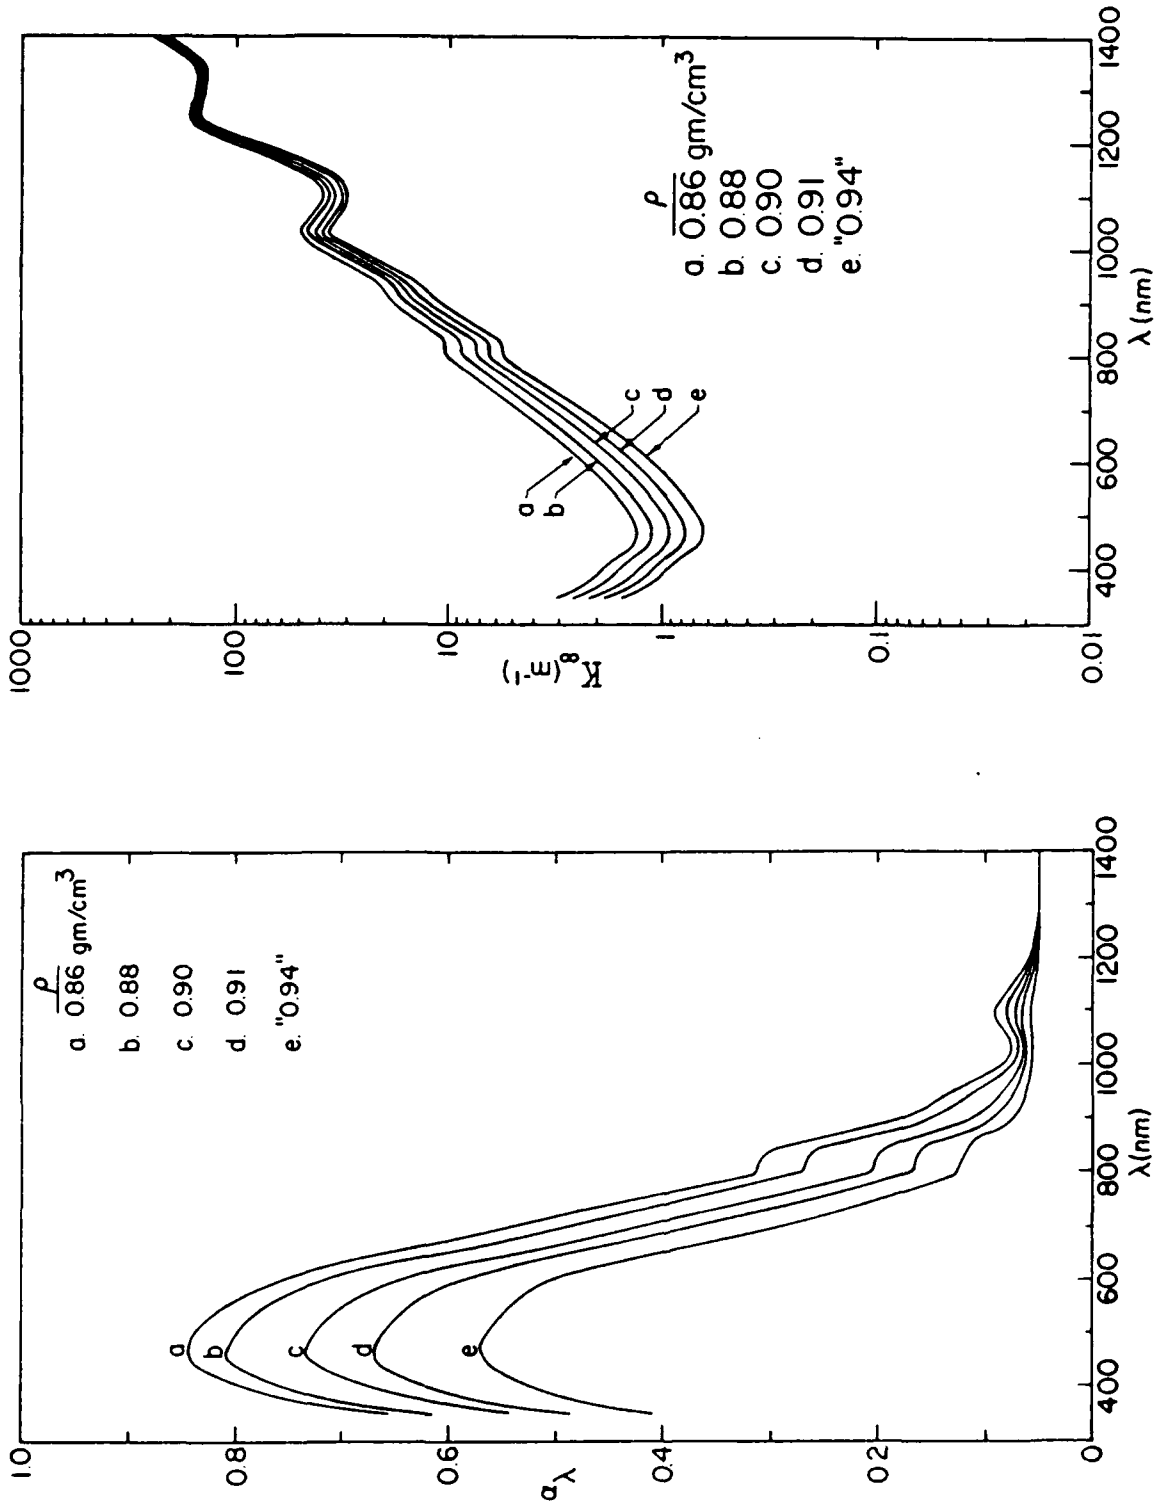 1.0
0.8
0.6
0.4
0.2
0
αλ
400
600
800
1000
1200
1400
λ(nm)
ρ
a. 0.86 gm/cm³
b. 0.88
c. 0.90
d. 0.91
e. "0.94"
a
b
c
d
e
1000
100
10
1
0.1
0.01
K∞(m⁻¹)
400
600
800
1000
1200
1400
λ (nm)
ρ
a. 0.86 gm/cm³
b. 0.88
c. 0.90
d. 0.91
e. "0.94"
a
b
c
d
e